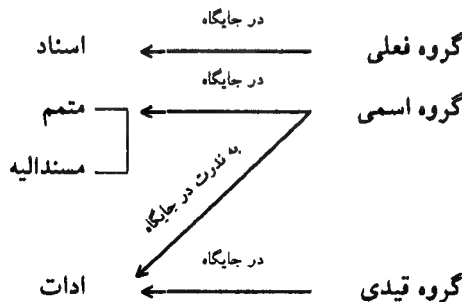 در جایگاه
گروه فعلی اسناد
در جایگاه
گروه اسمی متمم
مسندالیه
به ندرت در جایگاه
در جایگاه
گروه قیدی ادات